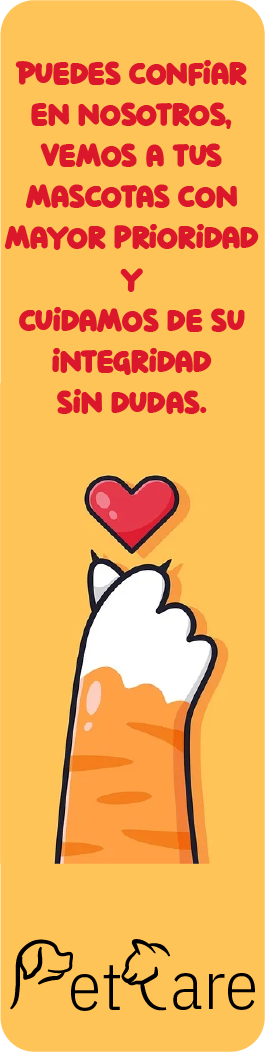 PUEDES CONFIAR
EN NOSOTROS,
VEMOS A TUS
MASCOTAS CON
MAYOR PRIORIDAD
Y
CUIDAMOS DE SU
INTEGRIDAD
SIN DUDAS.
PetCare